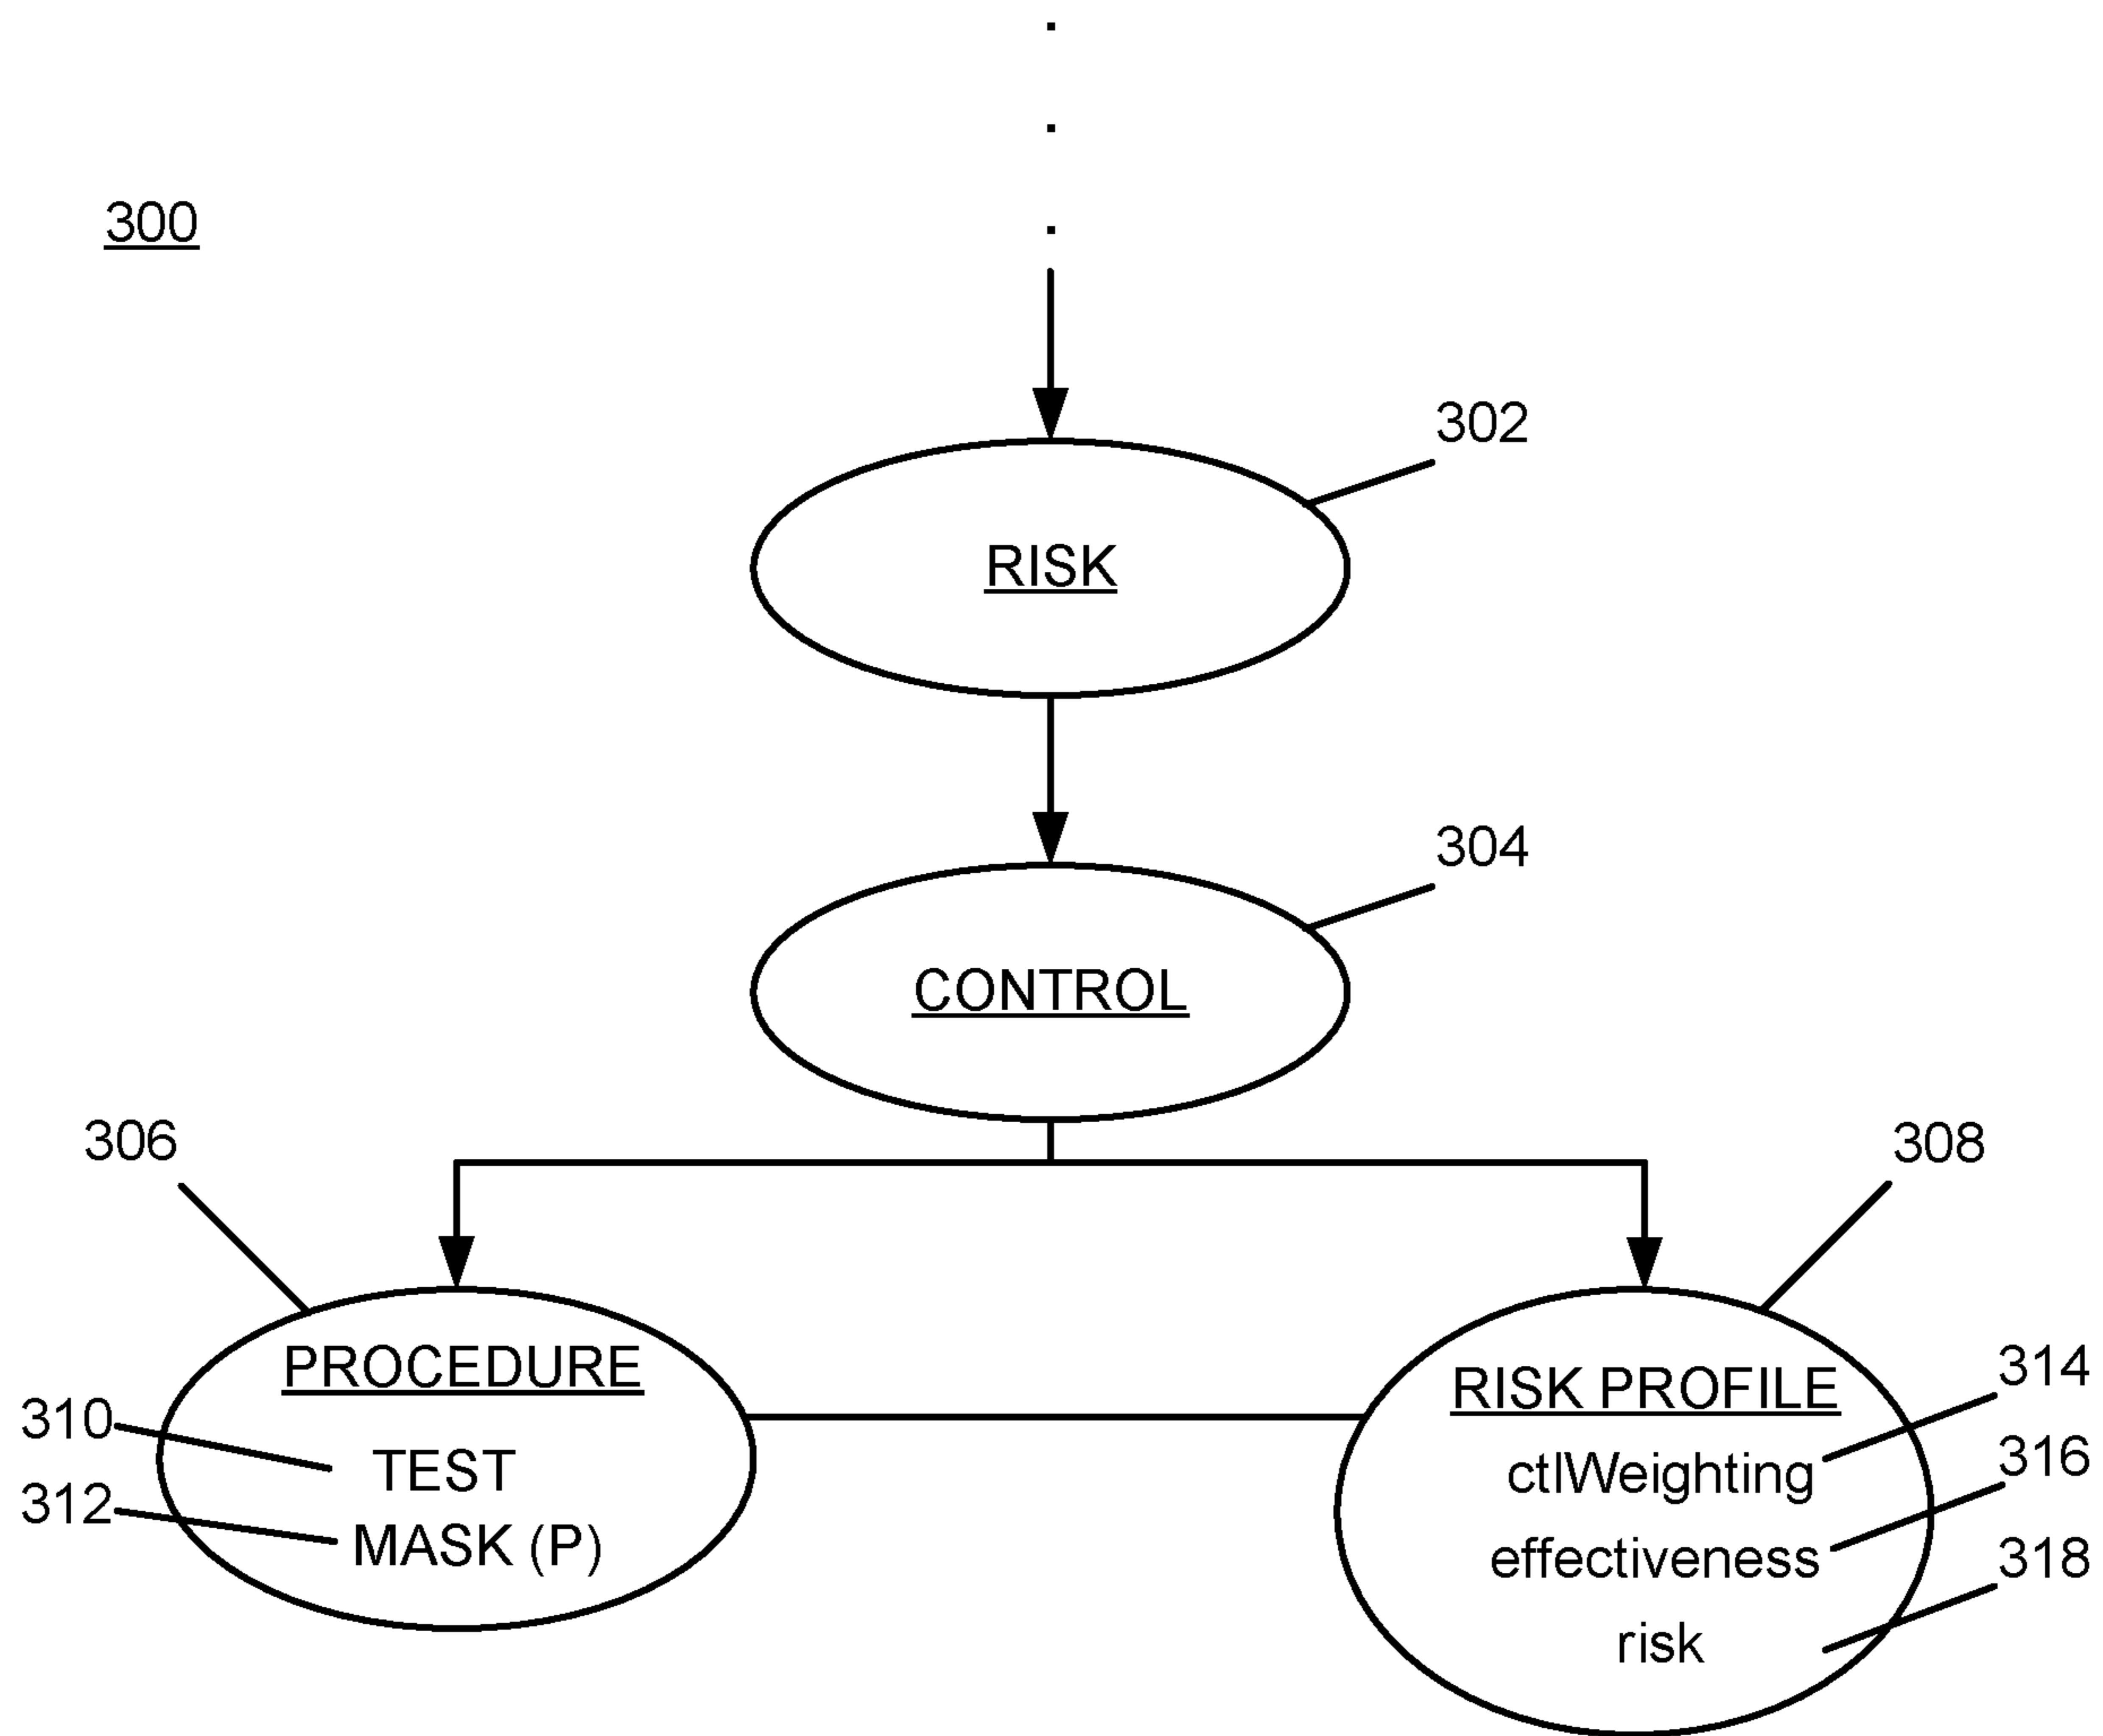 300
302
RISK
304
CONTROL
306
308
PROCEDURE
310
TEST
312
MASK (P)
RISK PROFILE
314
ctlWeighting
316
effectiveness
318
risk